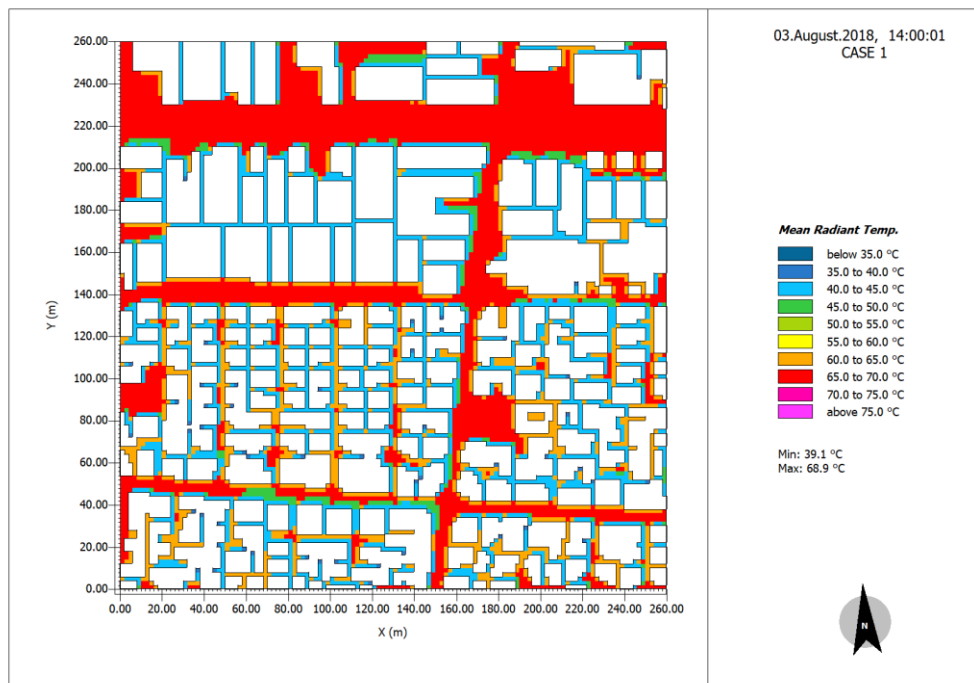 03.August.2018, 14:00:01
CASE 1
260.00
240.00
220.00
200.00
180.00
160.00
140.00
120.00
100.00
80.00
60.00
40.00
20.00
0.00
Y (m)
0.00 20.00 40.00 60.00 80.00 100.00 120.00 140.00 160.00 180.00 200.00 220.00 240.00 260.00
X (m)
Mean Radiant Temp.
below 35.0 °C
35.0 to 40.0 °C
40.0 to 45.0 °C
45.0 to 50.0 °C
50.0 to 55.0 °C
55.0 to 60.0 °C
60.0 to 65.0 °C
65.0 to 70.0 °C
70.0 to 75.0 °C
above 75.0 °C
Min: 39.1 °C
Max: 68.9 °C
N